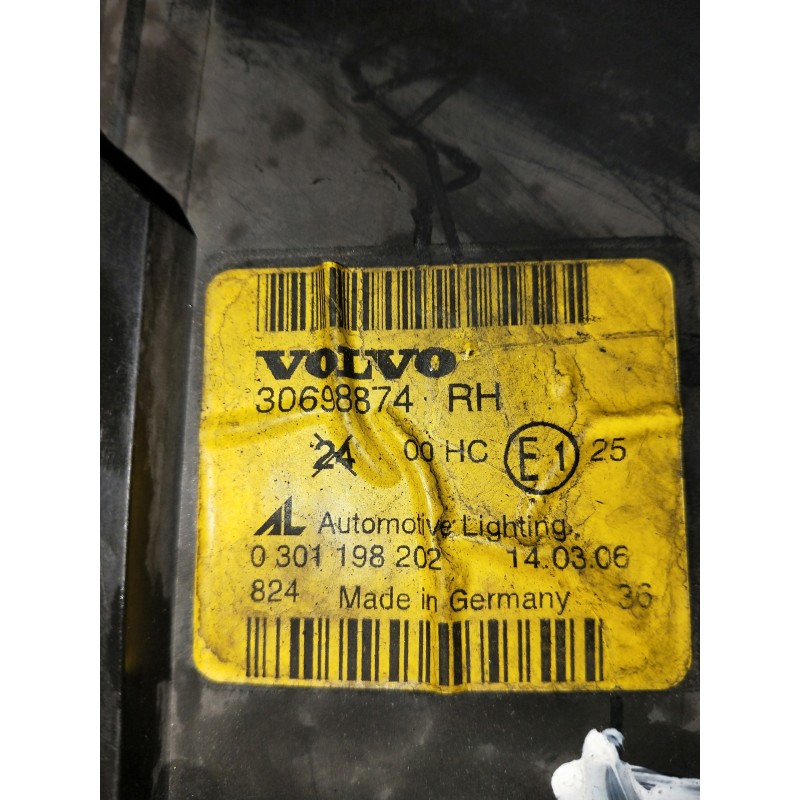 VOLVO
30698874 RH
24 00 HC E1 25
AL Automotive Lighting
0 301 198 202 14.03.06
824 Made in Germany 36